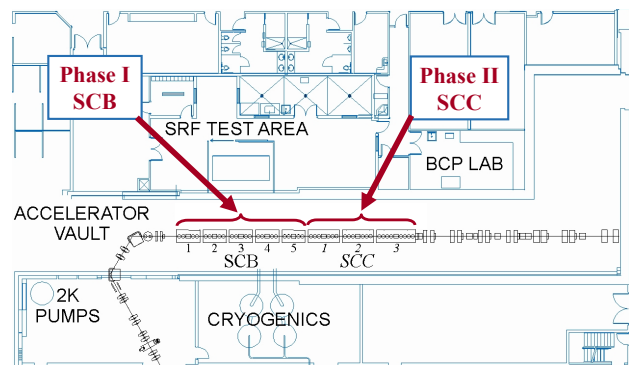 Phase I
SCB
Phase II
SCC
SRF TEST AREA
BCP LAB
ACCELERATOR
VAULT
1 2 3 4 5 1 2 3
SCB SCC
2K
PUMPS
CRYOGENICS